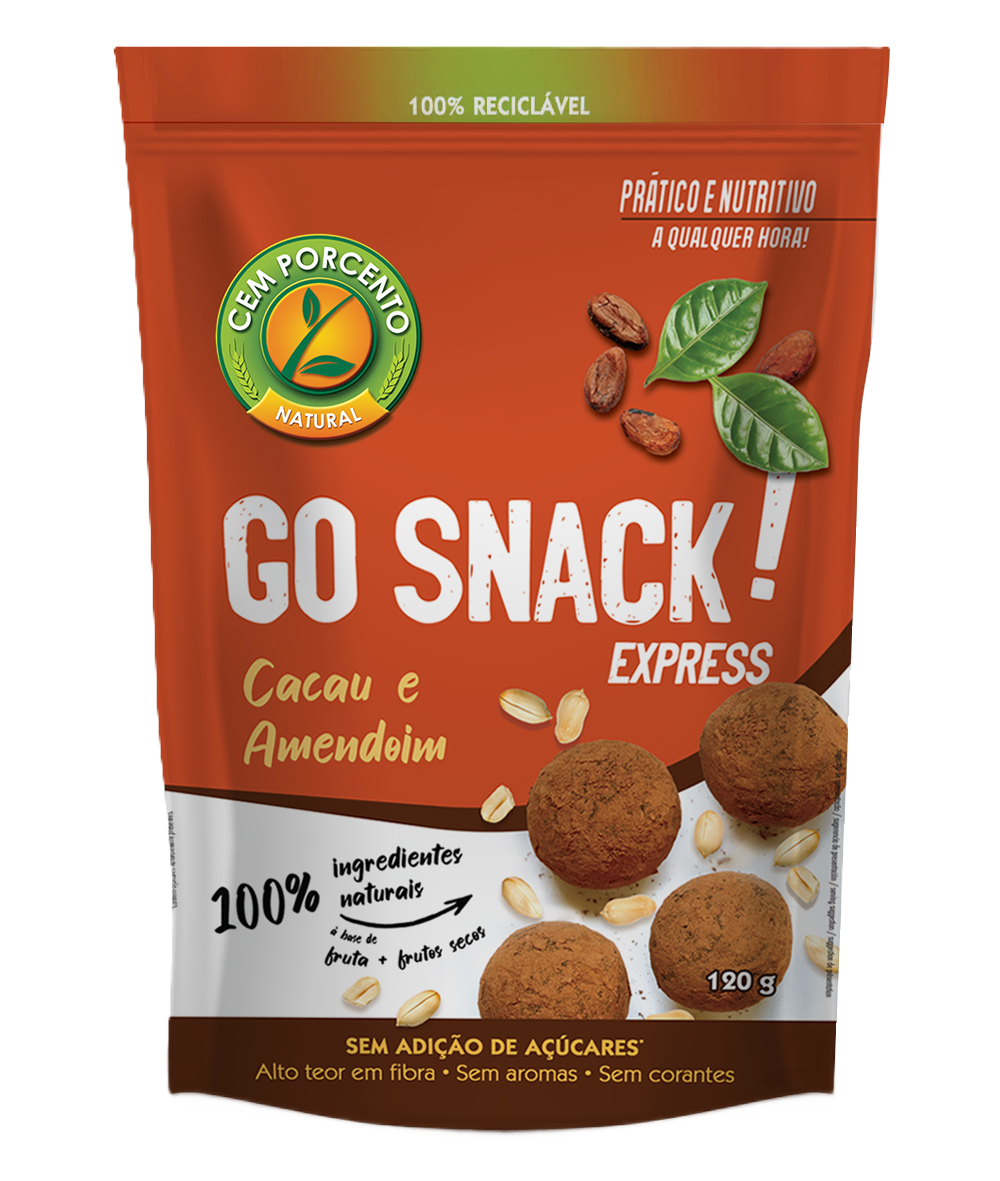 100% RECICLÁVEL
PRÁTICO E NUTRITIVO
A QUALQUER HORA!
CEM PORCENTO
NATURAL
GO SNACK!
EXPRESS
Cacau e
Amendoim
100%
ingredientes
naturais
à base de
fruta + frutos secos
120 g
SEM ADIÇÃO DE AÇÚCARES*
Alto teor em fibra • Sem aromas • Sem corantes